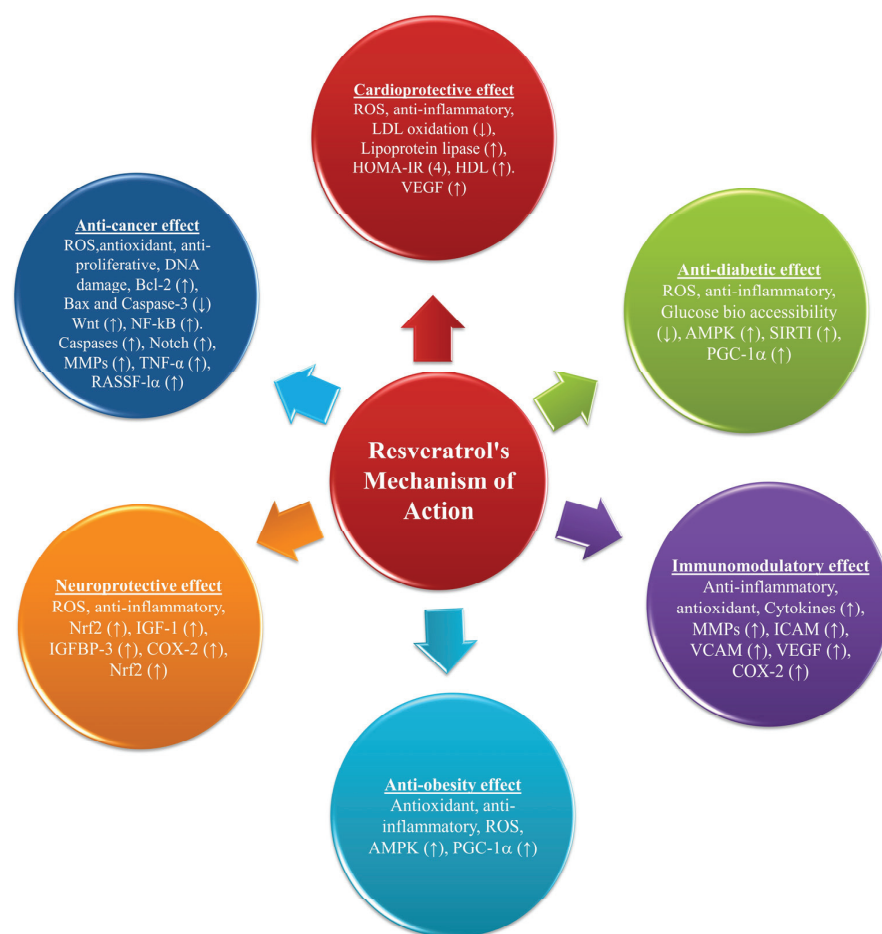 Cardioprotective effect
ROS, anti-inflammatory,
LDL oxidation (↓),
Lipoprotein lipase (↑),
HOMA-IR (4), HDL (↑).
VEGF (↑)
Anti-cancer effect
ROS,antioxidant, anti-
proliferative, DNA
damage, Bcl-2 (↑),
Bax and Caspase-3 (↓)
Wnt (↑), NF-kB (↑).
Caspases (↑), Notch (↑),
MMPs (↑), TNF-α (↑),
RASSF-lα (↑)
Anti-diabetic effect
ROS, anti-inflammatory,
Glucose bio accessibility
(↓), AMPK (↑), SIRTI (↑),
PGC-1α (↑)
Resveratrol's
Mechanism of
Action
Neuroprotective effect
ROS, anti-inflammatory,
Nrf2 (↑), IGF-1 (↑),
IGFBP-3 (↑), COX-2 (↑),
Nrf2 (↑)
Immunomodulatory effect
Anti-inflammatory,
antioxidant, Cytokines (↑),
MMPs (↑), ICAM (↑),
VCAM (↑), VEGF (↑),
COX-2 (↑)
Anti-obesity effect
Antioxidant, anti-
inflammatory, ROS,
AMPK (↑), PGC-1α (↑)